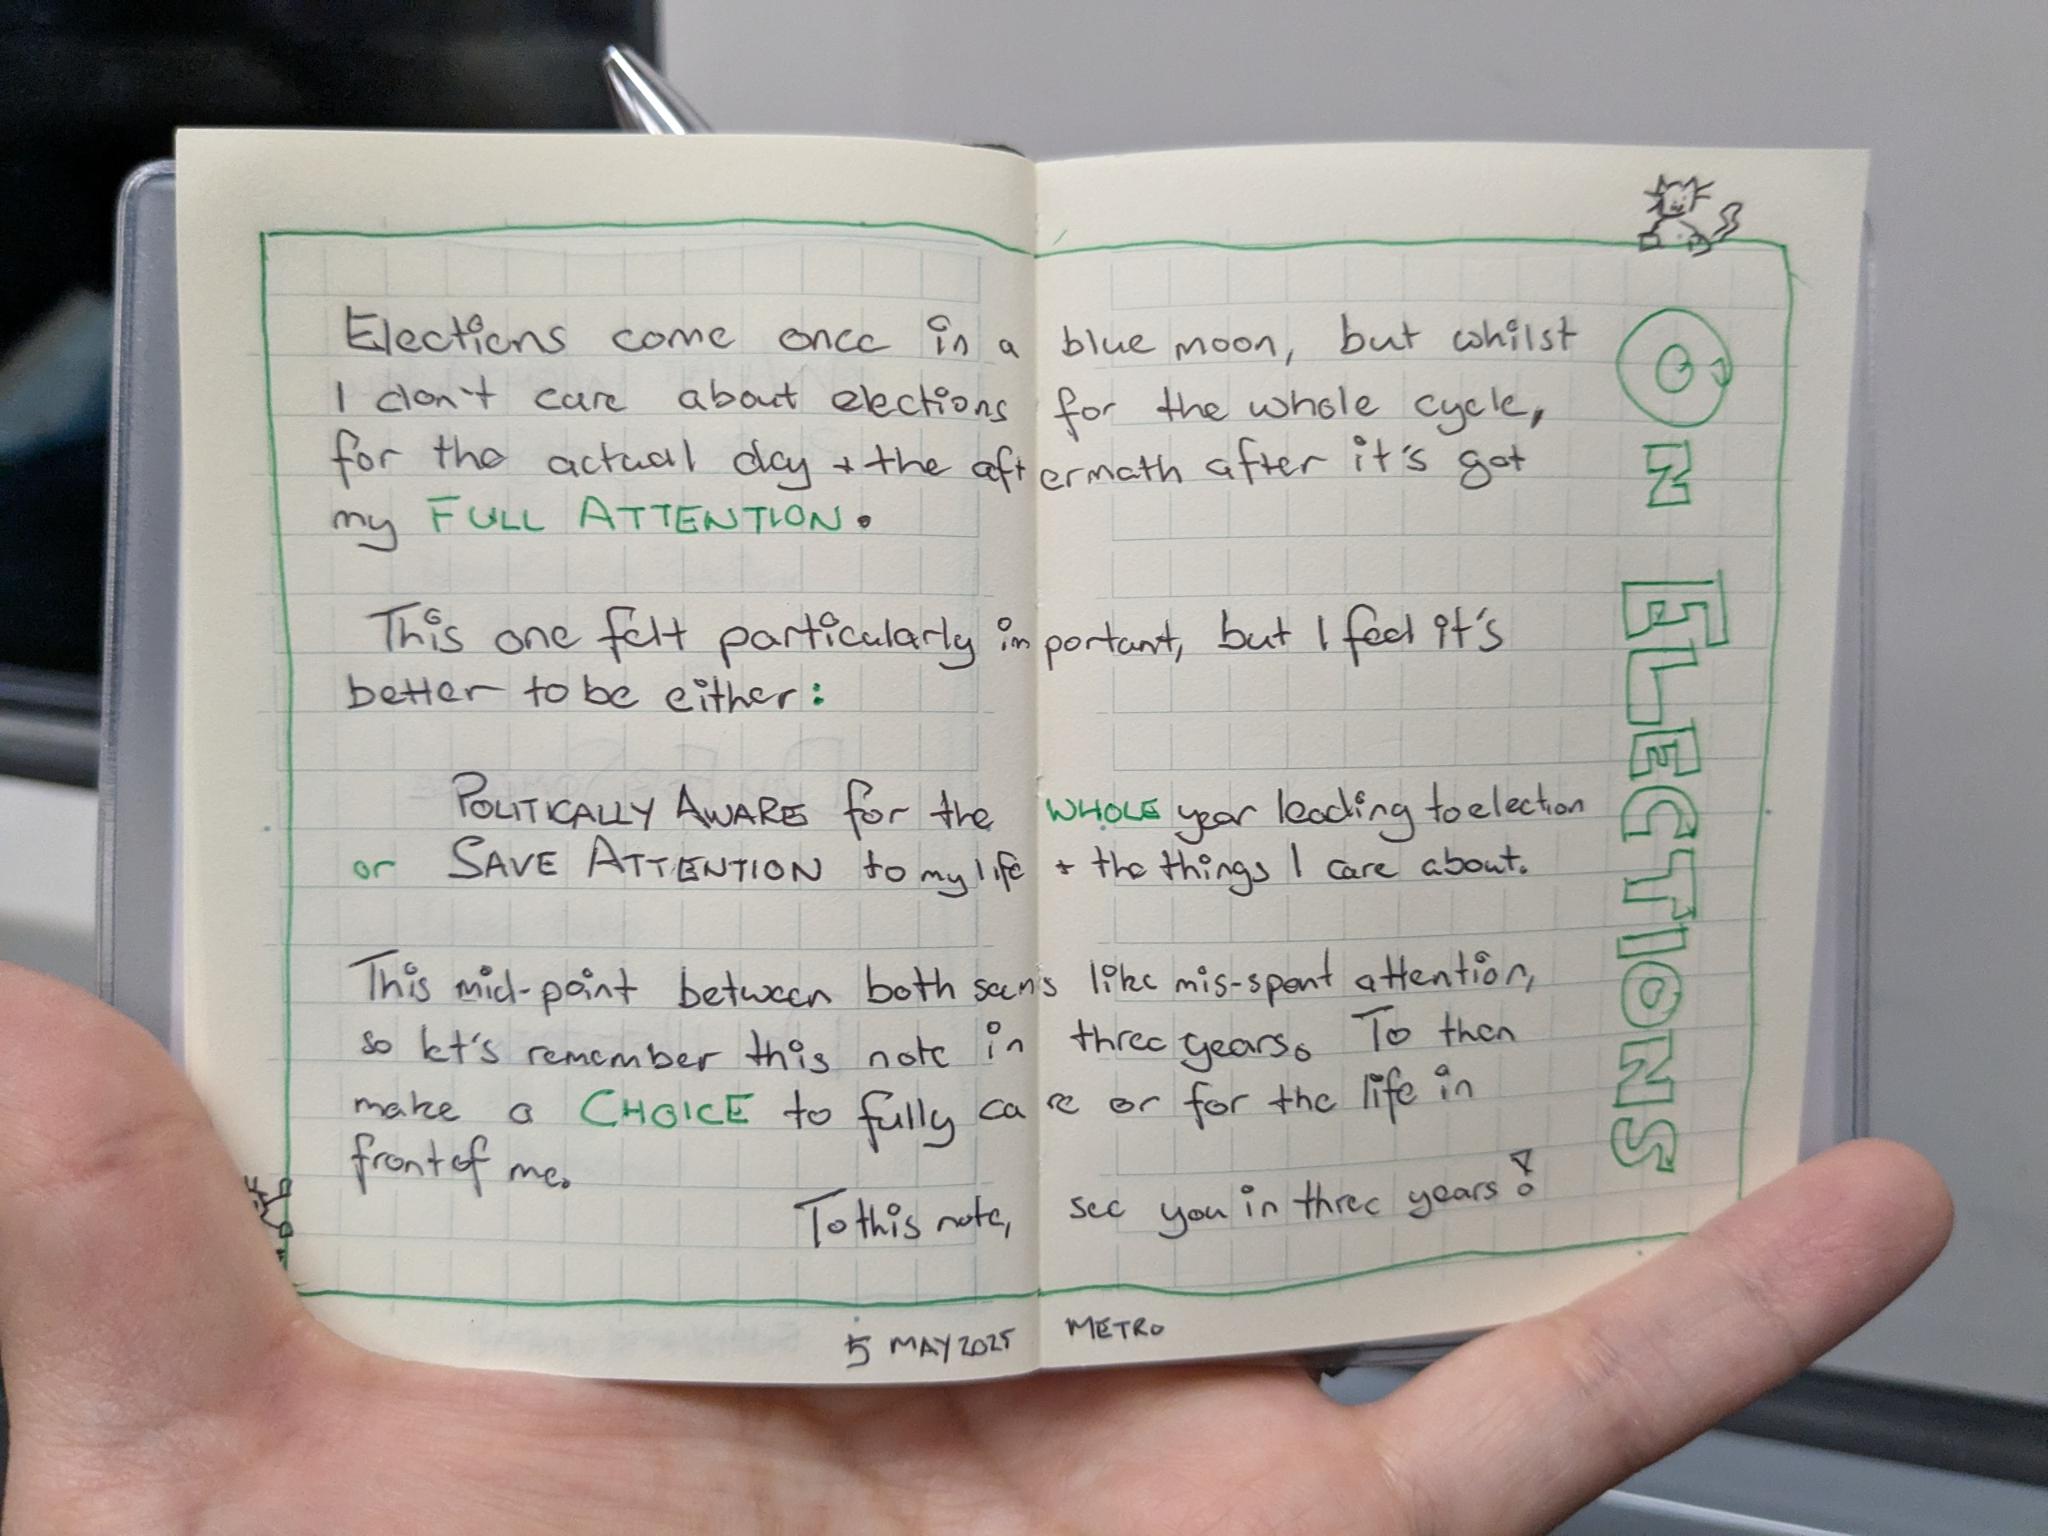 ON ELECTIONS
Elections come once in a blue moon, but whilst
I don't care about elections for the whole cycle,
for the actual day + the aftermath after it's got
my FULL ATTENTION.
This one felt particularly important, but I feel it's
better to be either:
POLITICALLY AWARE for the WHOLE year leading to election
or SAVE ATTENTION to my life + the things I care about.
This mid-point between both seems like mis-spent attention,
so let's remember this note in three years. To then
make a CHOICE to fully care or for the life in
front of me.
To this note, see you in three years!
5 MAY 2025 METRO